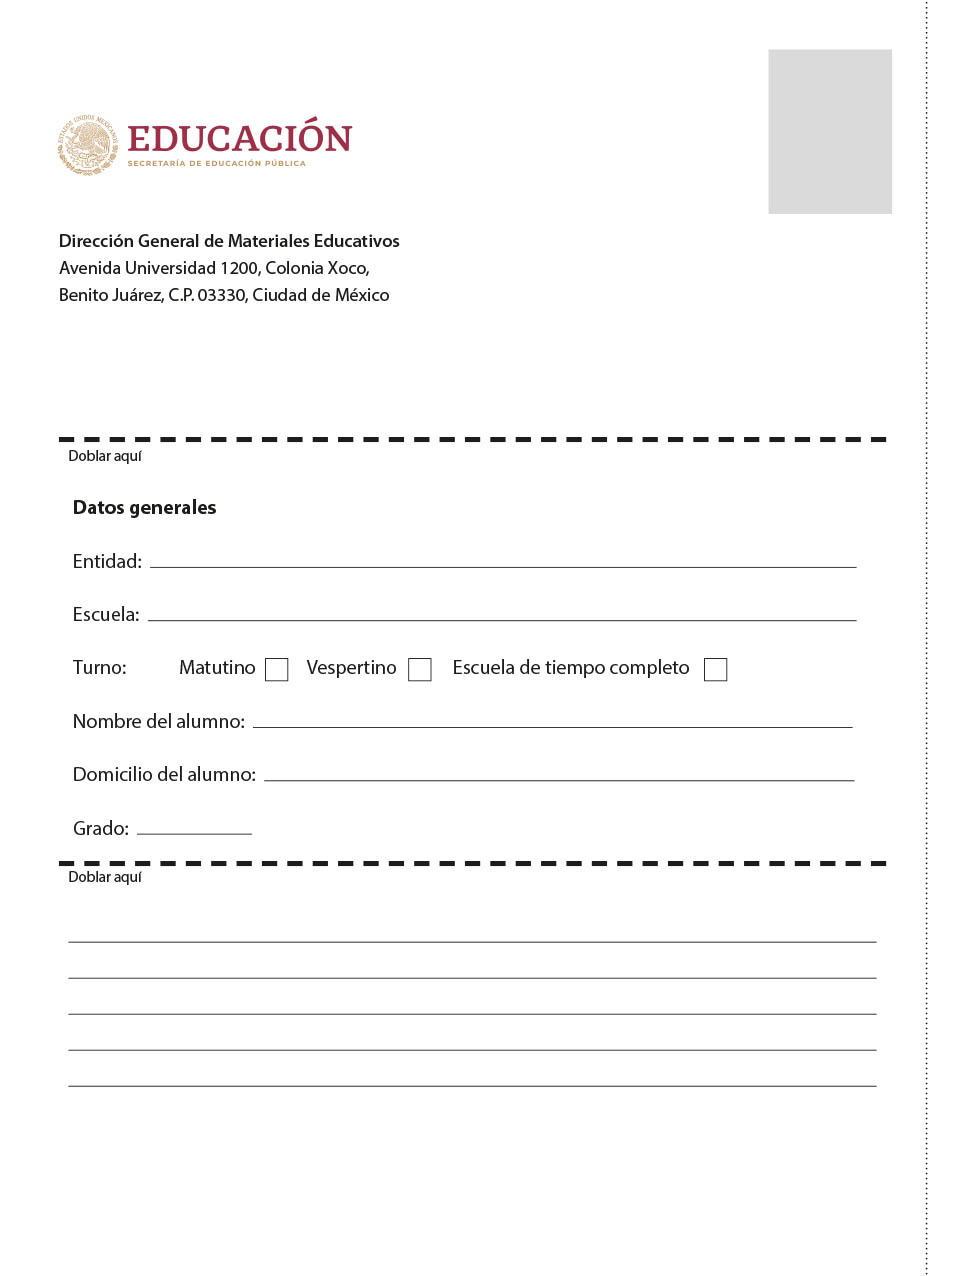 ESTADOS UNIDOS MEXICANOS
EDUCACIÓN
SECRETARÍA DE EDUCACIÓN PÚBLICA
Dirección General de Materiales Educativos
Avenida Universidad 1200, Colonia Xoco,
Benito Juárez, C.P. 03330, Ciudad de México
Doblar aquí
Datos generales
Entidad:
Escuela:
Turno: Matutino Vespertino Escuela de tiempo completo
Nombre del alumno:
Domicilio del alumno:
Grado:
Doblar aquí